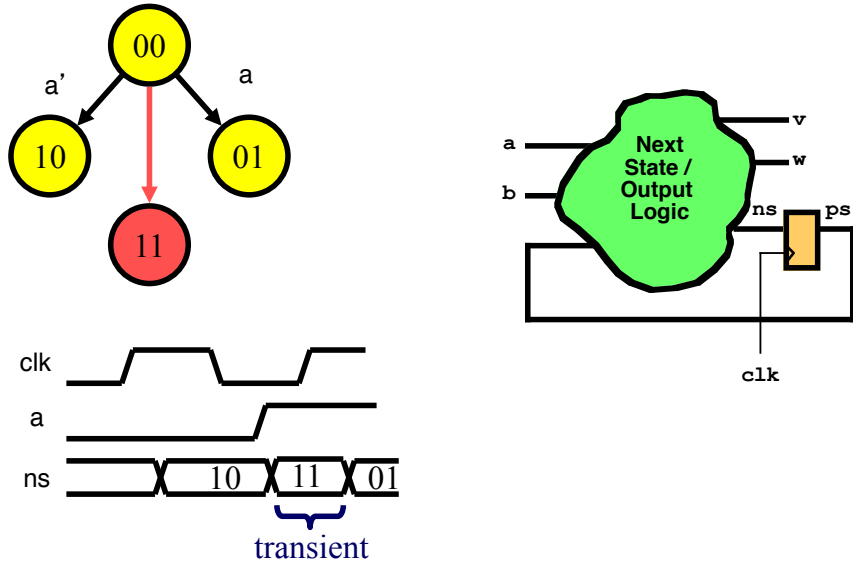 00
a'
a
10
01
11
clk
a
ns
10
11
01
transient
a
b
Next
State /
Output
Logic
v
w
ns
ps
clk